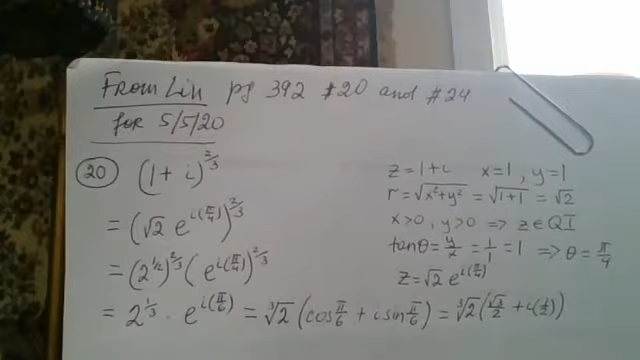 From Lin pg 392 #20 and #24
for 5/5/20
20 (1 + i)^{2/3}
= (√2 e^{i(π/4)})^{2/3}
= (2^{1/2})^{2/3} (e^{i(π/4)})^{2/3}
= 2^{1/3} · e^{i(π/6)} = ∛2 (cos π/6 + i sin π/6) = ∛2 (√3/2 + i(1/2))
z = 1 + i x = 1, y = 1
r = √(x²+y²) = √(1+1) = √2
x>0, y>0 ⇒ z ∈ QI
tanθ = y/x = 1/1 = 1 ⇒ θ = π/4
z = √2 e^{i(π/4)}